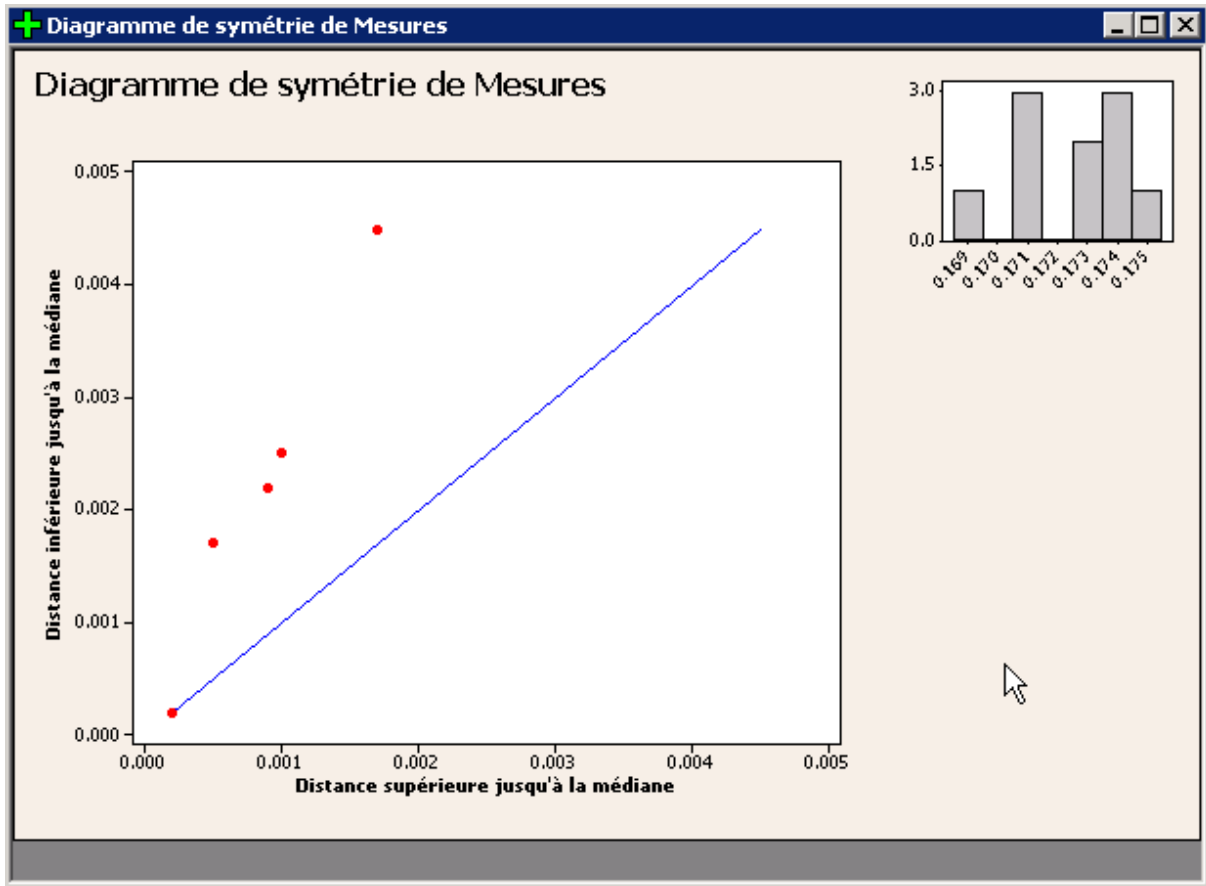 Diagramme de symétrie de Mesures
Diagramme de symétrie de Mesures
3.0
1.5
0.0
0.169 0.170 0.171 0.172 0.173 0.174 0.175
0.005
0.004
0.003
0.002
0.001
0.000
Distance inférieure jusqu'à la médiane
0.000 0.001 0.002 0.003 0.004 0.005
Distance supérieure jusqu'à la médiane